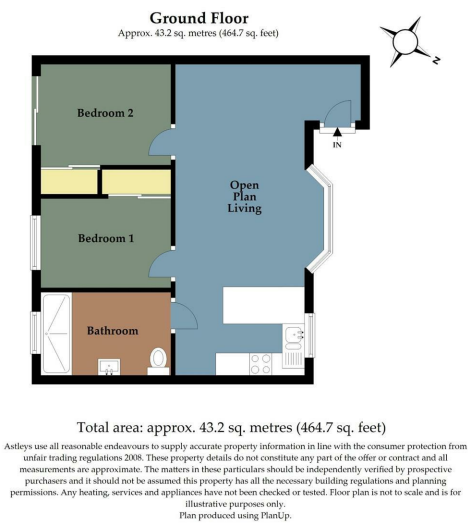 Ground Floor
Approx. 43.2 sq. metres (464.7 sq. feet)
N
Bedroom 2
IN
Open
Plan
Living
Bedroom 1
Bathroom
Total area: approx. 43.2 sq. metres (464.7 sq. feet)
Astleys use all reasonable endeavours to supply accurate property information in line with the consumer protection from
unfair trading regulations 2008. These property details do not constitute any part of the offer or contract and all
measurements are approximate. The matters in these particulars should be independently verified by prospective
purchasers and it should not be assumed this property has all the necessary building regulations and planning
permissions. Any heating, services and appliances have not been checked or tested. Floor plan is not to scale and is for
illustrative purposes only.
Plan produced using PlanUp.